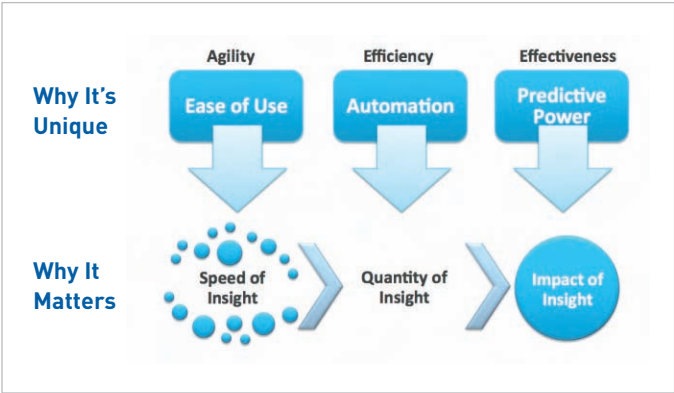 Agility
Efficiency
Effectiveness
Why It's
Unique
Ease of Use
Automation
Predictive
Power
Why It
Matters
Speed of
Insight
Quantity of
Insight
Impact of
Insight